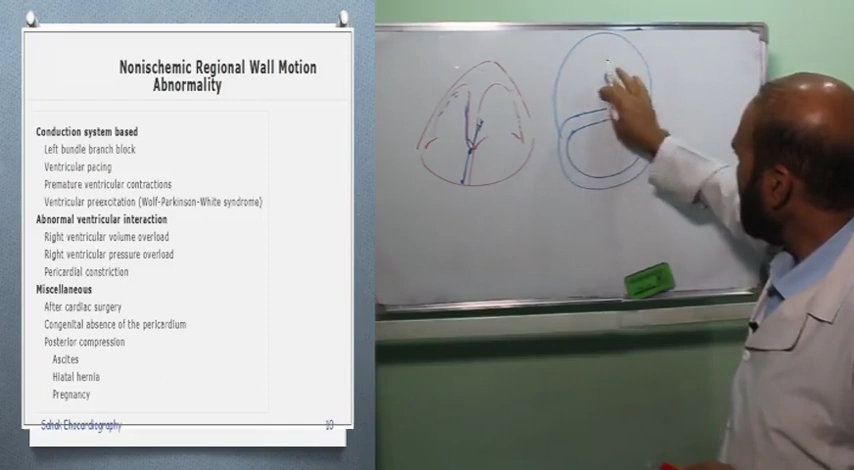 Nonischemic Regional Wall Motion
Abnormality
Conduction system based
Left bundle branch block
Ventricular pacing
Premature ventricular contractions
Ventricular preexcitation (Wolf-Parkinson-White syndrome)
Abnormal ventricular interaction
Right ventricular volume overload
Right ventricular pressure overload
Pericardial constriction
Miscellaneous
After cardiac surgery
Congenital absence of the pericardium
Posterior compression
Ascites
Hiatal hernia
Pregnancy
Sahak Ehocardiography 10